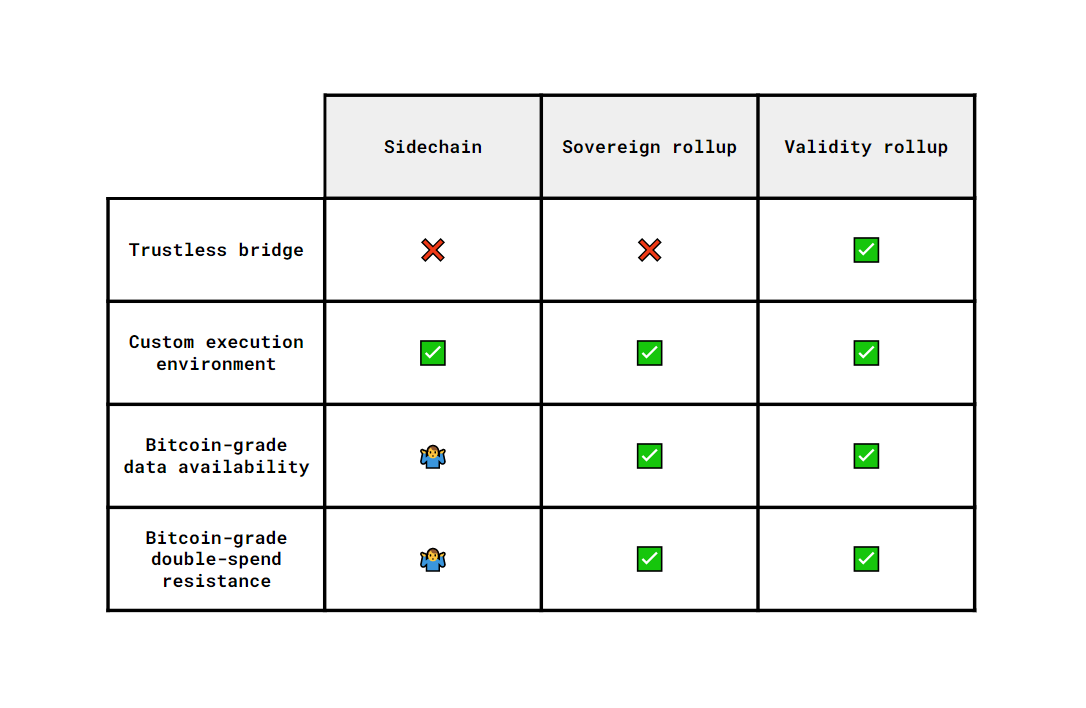 Sidechain
Sovereign rollup
Validity rollup
Trustless bridge
Custom execution
environment
Bitcoin-grade
data availability
Bitcoin-grade
double-spend
resistance